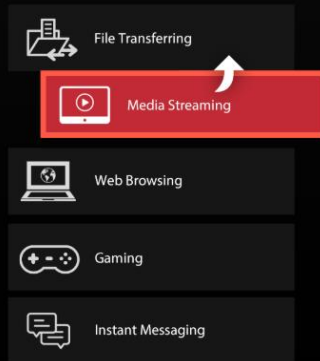 File Transferring
Media Streaming
Web Browsing
Gaming
Instant Messaging